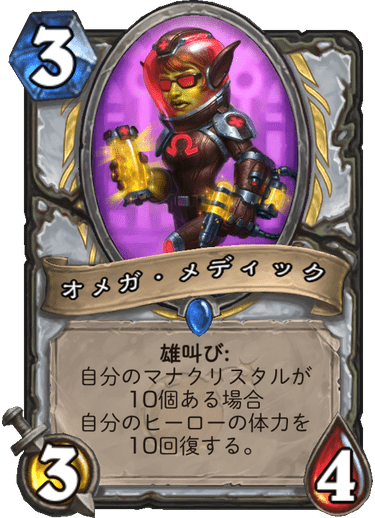 3
オメガ・メディック
雄叫び:
自分のマナクリスタルが
10個ある場合
自分のヒーローの体力を
10回復する。
3
4